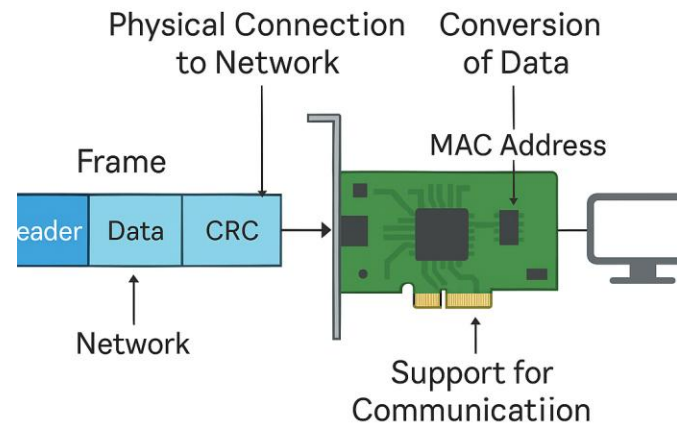 Physical Connection
to Network
Conversion
of Data
MAC Address
Frame
eader
Data
CRC
Network
Support for
Communicatiion